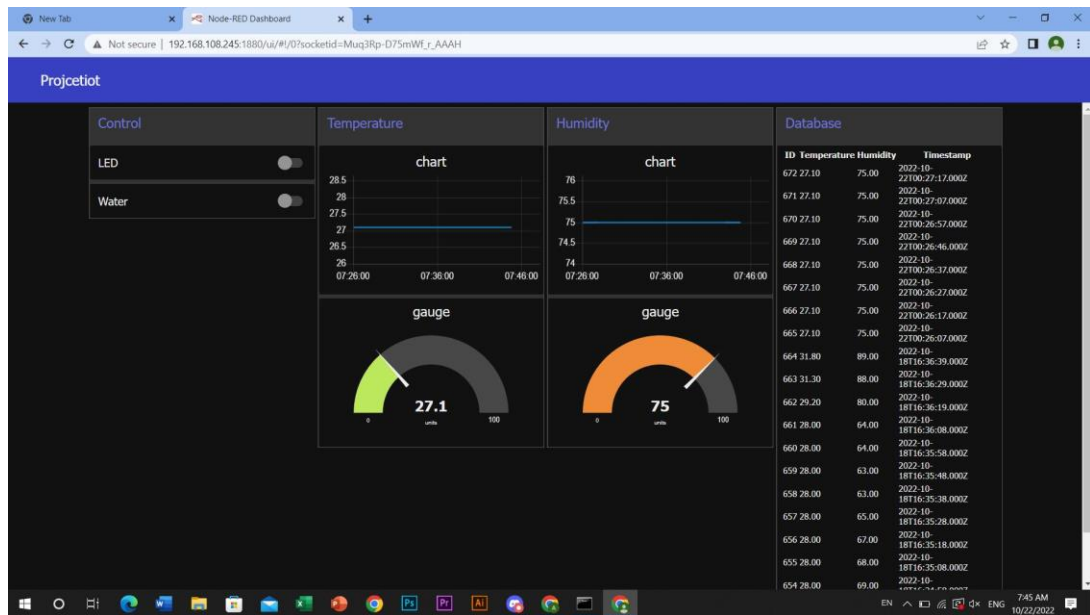 New Tab
Node-RED Dashboard
Not secure | 192.168.108.245:1880/ui/#!/0?socketid=Muq3Rp-D75mWf_r_AAAH
Projcetiot
Control
LED
Water
Temperature
chart
28.5
28
27.5
27
26.5
26
07:26:00 07:36:00 07:46:00
gauge
27.1
units
0 100
Humidity
chart
76
75.5
75
74.5
74
07:26:00 07:36:00 07:46:00
gauge
75
units
0 100
Database
ID Temperature Humidity Timestamp
672 27.10 75.00 2022-10-
22T00:27:17.000Z
671 27.10 75.00 2022-10-
22T00:27:07.000Z
670 27.10 75.00 2022-10-
22T00:26:57.000Z
669 27.10 75.00 2022-10-
22T00:26:46.000Z
668 27.10 75.00 2022-10-
22T00:26:37.000Z
667 27.10 75.00 2022-10-
22T00:26:27.000Z
666 27.10 75.00 2022-10-
22T00:26:17.000Z
665 27.10 75.00 2022-10-
22T00:26:07.000Z
664 31.80 89.00 2022-10-
18T16:36:39.000Z
663 31.30 88.00 2022-10-
18T16:36:29.000Z
662 29.20 80.00 2022-10-
18T16:36:19.000Z
661 28.00 64.00 2022-10-
18T16:36:08.000Z
660 28.00 64.00 2022-10-
18T16:35:58.000Z
659 28.00 63.00 2022-10-
18T16:35:48.000Z
658 28.00 63.00 2022-10-
18T16:35:38.000Z
657 28.00 65.00 2022-10-
18T16:35:28.000Z
656 28.00 67.00 2022-10-
18T16:35:18.000Z
655 28.00 68.00 2022-10-
18T16:35:08.000Z
654 28.00 69.00 2022-10-
Ps Pr Ai
EN ENG 7:45 AM
10/22/2022